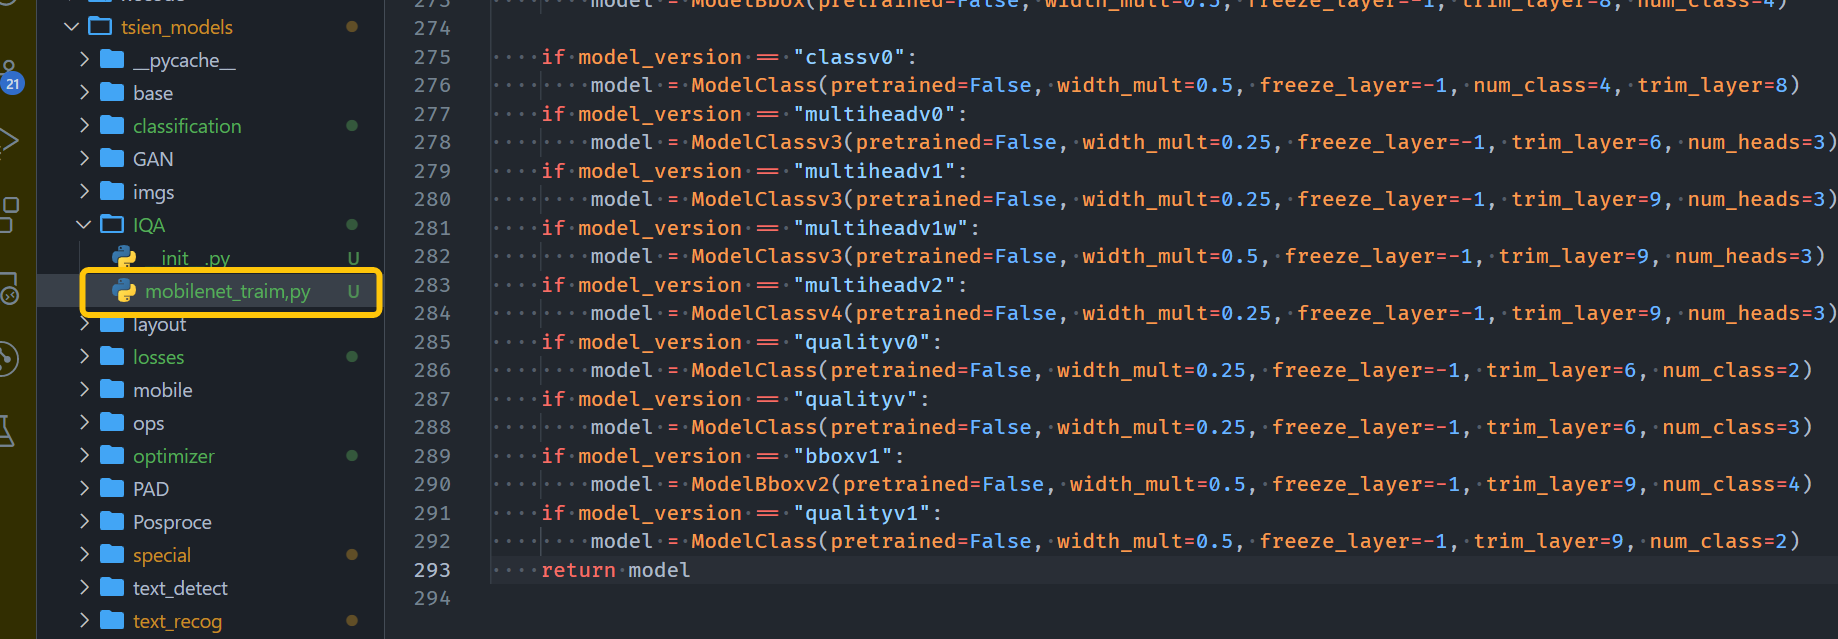 21
tsien_models
__pycache__
base
classification
GAN
imgs
IQA
__init__.py U
mobilenet_traim,py U
layout
losses
mobile
ops
optimizer
PAD
Posproce
special
text_detect
text_recog
273 model = ModelBbox(pretrained=False, width_mult=0.5, freeze_layer=-1, trim_layer=8, num_class=4)
274
275 if model_version == "classv0":
276 model = ModelClass(pretrained=False, width_mult=0.5, freeze_layer=-1, num_class=4, trim_layer=8)
277 if model_version == "multiheadv0":
278 model = ModelClassv3(pretrained=False, width_mult=0.25, freeze_layer=-1, trim_layer=6, num_heads=3)
279 if model_version == "multiheadv1":
280 model = ModelClassv3(pretrained=False, width_mult=0.25, freeze_layer=-1, trim_layer=9, num_heads=3)
281 if model_version == "multiheadv1w":
282 model = ModelClassv3(pretrained=False, width_mult=0.5, freeze_layer=-1, trim_layer=9, num_heads=3)
283 if model_version == "multiheadv2":
284 model = ModelClassv4(pretrained=False, width_mult=0.25, freeze_layer=-1, trim_layer=9, num_heads=3)
285 if model_version == "qualityv0":
286 model = ModelClass(pretrained=False, width_mult=0.25, freeze_layer=-1, trim_layer=6, num_class=2)
287 if model_version == "qualityv":
288 model = ModelClass(pretrained=False, width_mult=0.25, freeze_layer=-1, trim_layer=6, num_class=3)
289 if model_version == "bboxv1":
290 model = ModelBboxv2(pretrained=False, width_mult=0.5, freeze_layer=-1, trim_layer=9, num_class=4)
291 if model_version == "qualityv1":
292 model = ModelClass(pretrained=False, width_mult=0.5, freeze_layer=-1, trim_layer=9, num_class=2)
293 return model
294